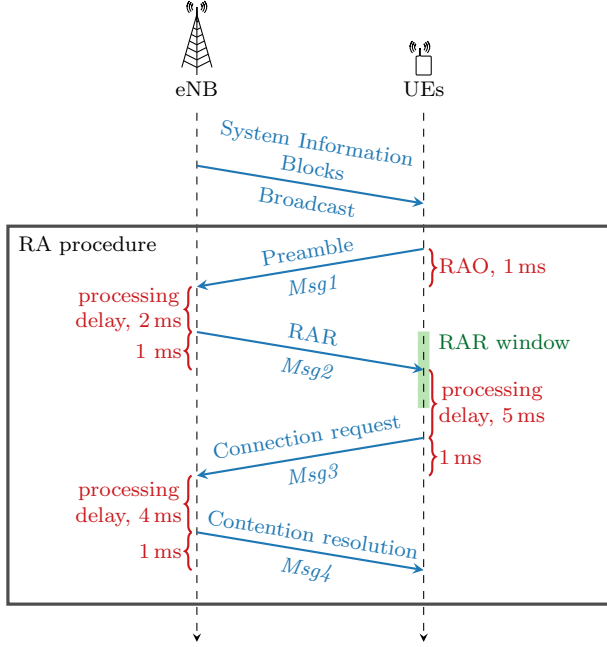 eNB
UEs
System Information
Blocks
Broadcast
RA procedure
Preamble
Msg1
RAO, 1 ms
processing
delay, 2 ms
1 ms
RAR
Msg2
RAR window
processing
delay, 5 ms
Connection request
Msg3
1 ms
processing
delay, 4 ms
Contention resolution
Msg4
1 ms